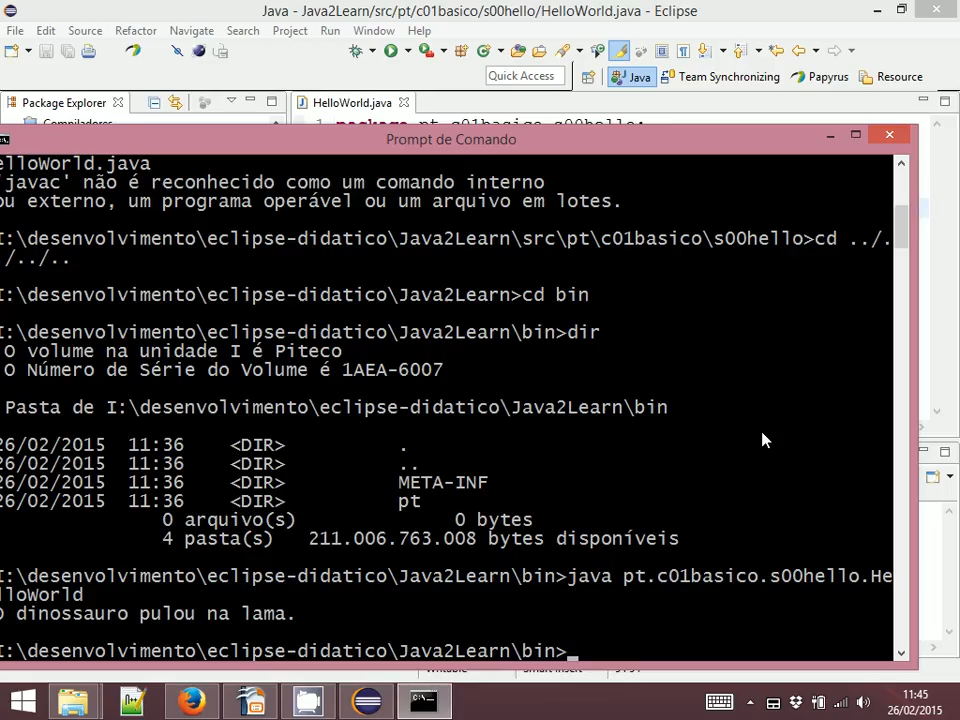 Java - Java2Learn/src/pt/c01basico/s00hello/HelloWorld.java - Eclipse
File Edit Source Refactor Navigate Search Project Run Window Help
Quick Access
Java
Team Synchronizing
Papyrus
Resource
Package Explorer
HelloWorld.java
Compiladores
1 package pt.c01basico.s00hello;
Prompt de Comando
elloWorld.java
'javac' não é reconhecido como um comando interno
ou externo, um programa operável ou um arquivo em lotes.
I:\desenvolvimento\eclipse-didatico\Java2Learn\src\pt\c01basico\s00hello>cd ../.
/../..
I:\desenvolvimento\eclipse-didatico\Java2Learn>cd bin
I:\desenvolvimento\eclipse-didatico\Java2Learn\bin>dir
O volume na unidade I é Piteco
O Número de Série do Volume é 1AEA-6007
Pasta de I:\desenvolvimento\eclipse-didatico\Java2Learn\bin
26/02/2015 11:36 <DIR> .
26/02/2015 11:36 <DIR> ..
26/02/2015 11:36 <DIR> META-INF
26/02/2015 11:36 <DIR> pt
0 arquivo(s) 0 bytes
4 pasta(s) 211.006.763.008 bytes disponíveis
I:\desenvolvimento\eclipse-didatico\Java2Learn\bin>java pt.c01basico.s00hello.He
lloWorld
O dinossauro pulou na lama.
I:\desenvolvimento\eclipse-didatico\Java2Learn\bin>_
11:45
26/02/2015